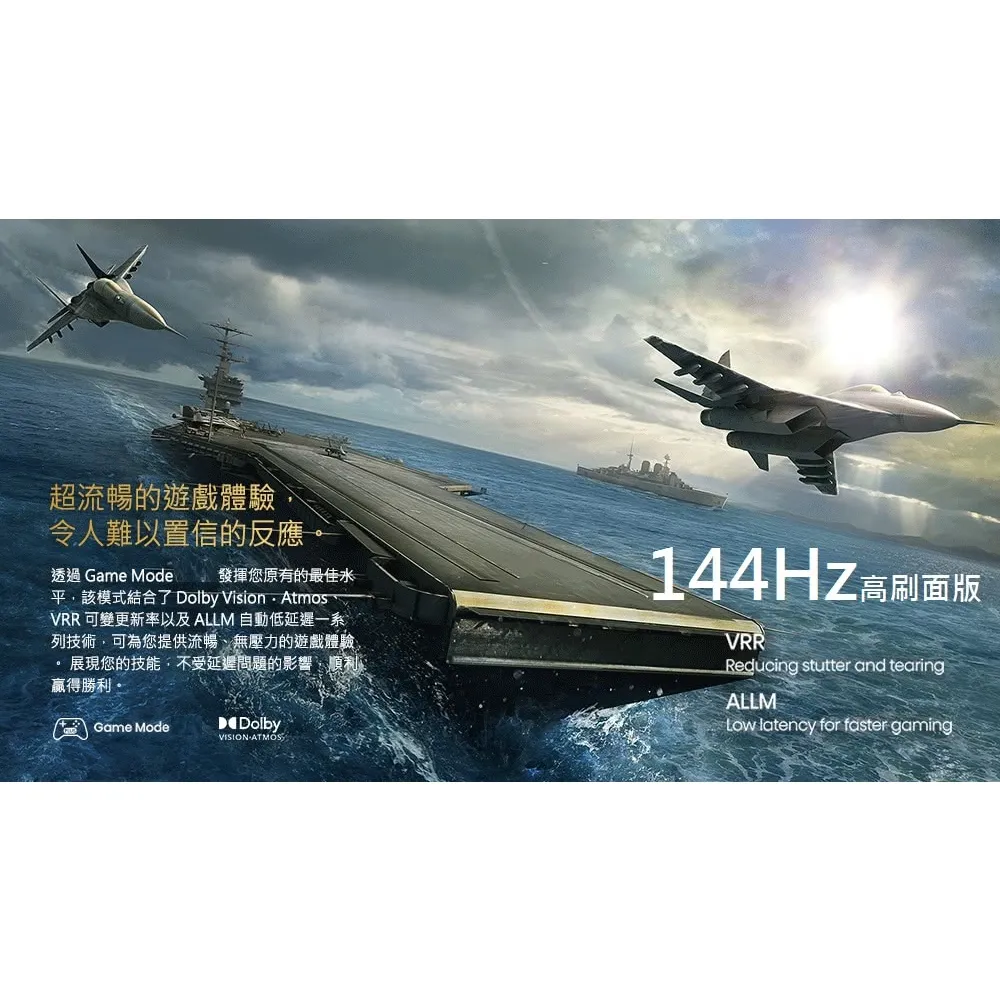 超流暢的遊戲體驗，
令人難以置信的反應。
透過 Game Mode 、發揮您原有的最佳水
平，該模式結合了 Dolby Vision · Atmos
VRR 可變更新率以及 ALLM 自動低延遲一系
列技術，可為您提供流暢、無壓力的遊戲體驗
。展現您的技能，不受延遲問題的影響、順利
贏得勝利。
Game Mode
Dolby
VISION·ATMOS
144Hz高刷面版
VRR
Reducing stutter and tearing
ALLM
Low latency for faster gaming